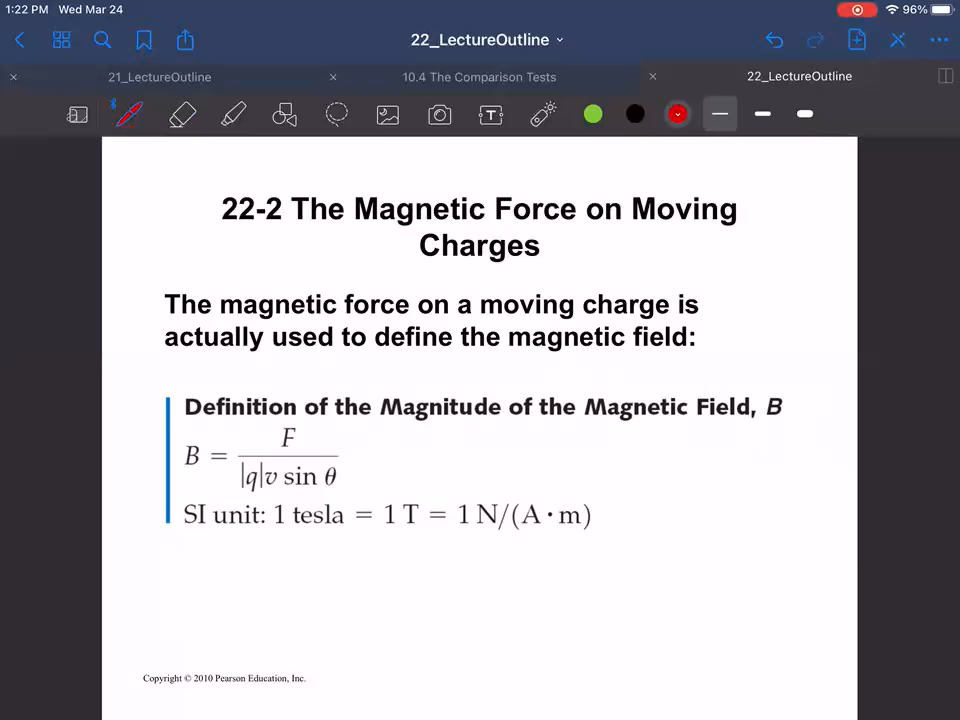 1:22 PM Wed Mar 24
96%
22_LectureOutline
21_LectureOutline
10.4 The Comparison Tests
22_LectureOutline
T
22-2 The Magnetic Force on Moving
Charges
The magnetic force on a moving charge is
actually used to define the magnetic field:
Definition of the Magnitude of the Magnetic Field, B
B = F / |q|v sin θ
SI unit: 1 tesla = 1 T = 1 N/(A · m)
Copyright © 2010 Pearson Education, Inc.